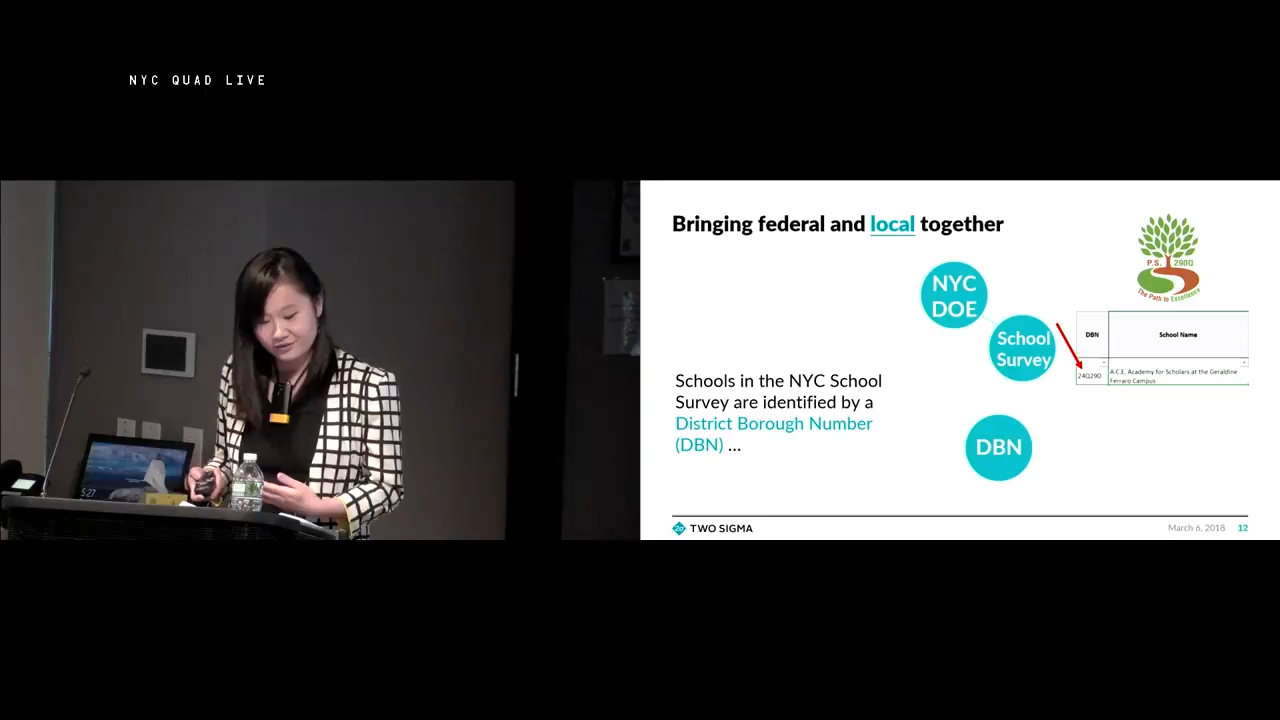 NYC QUAD LIVE
Bringing federal and local together
P.S. 290Q
The Path to Excellence
NYC
DOE
School
Survey
DBN
School Name
24Q290
A.C.E. Academy for Scholars at the Geraldine
Ferraro Campus
Schools in the NYC School
Survey are identified by a
District Borough Number
(DBN) ...
DBN
5:27
TWO SIGMA
March 6, 2018
12